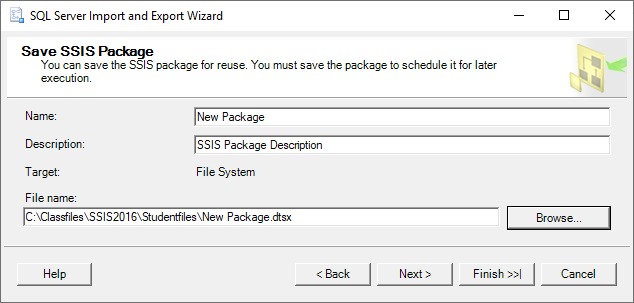 SQL Server Import and Export Wizard
Save SSIS Package
You can save the SSIS package for reuse. You must save the package to schedule it for later
execution.
Name: New Package
Description: SSIS Package Description
Target: File System
File name:
C:\Classfiles\SSIS2016\Studentfiles\New Package.dtsx Browse...
Help < Back Next > Finish >>| Cancel